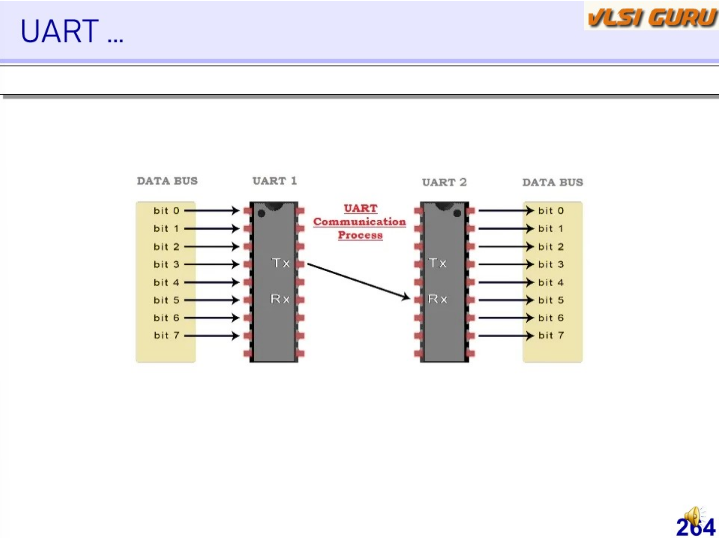 UART ...
VLSI GURU
DATA BUS
UART 1
UART 2
DATA BUS
UART
Communication
Process
bit 0
bit 1
bit 2
bit 3
bit 4
bit 5
bit 6
bit 7
Tx
Rx
Tx
Rx
bit 0
bit 1
bit 2
bit 3
bit 4
bit 5
bit 6
bit 7
264